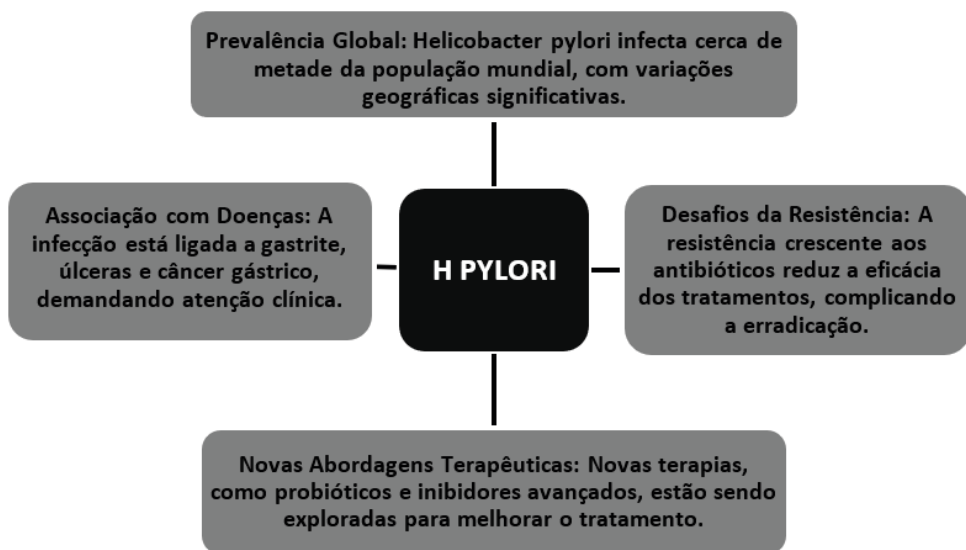 Prevalência Global: Helicobacter pylori infecta cerca de
metade da população mundial, com variações
geográficas significativas.
Associação com Doenças: A
infecção está ligada a gastrite,
úlceras e câncer gástrico,
demandando atenção clínica.
H PYLORI
Desafios da Resistência: A
resistência crescente aos
antibióticos reduz a eficácia
dos tratamentos, complicando
a erradicação.
Novas Abordagens Terapêuticas: Novas terapias,
como probióticos e inibidores avançados, estão sendo
exploradas para melhorar o tratamento.